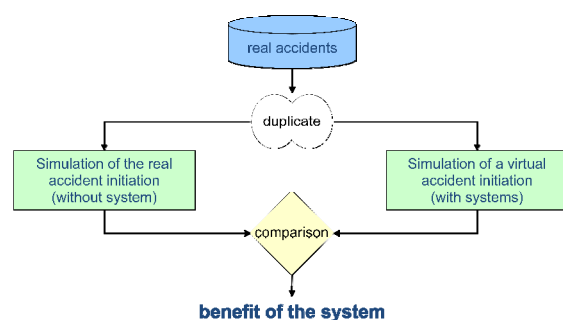 real accidents
duplicate
Simulation of the real
accident initiation
(without system)
Simulation of a virtual
accident initiation
(with systems)
comparison
benefit of the system